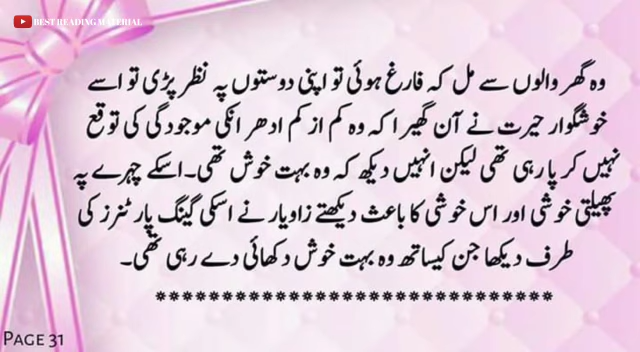 BEST READING MATERIAL
وہ گھر والوں سے مل کہ فارغ ہوئی تو اپنی دوستوں پہ نظر پڑی تو اسے
خوشگوار حیرت نے آن گھیرا کہ وہ کم از کم ادھر انکی موجودگی کی توقع
نہیں کر پا رہی تھی لیکن انہیں دیکھ کہ وہ بہت خوش تھی۔ اسکے چہرے پہ
پھیلتی خوشی اور اس خوشی کا باعث دیکھتے زاویار نے اسکی گینگ پارٹنرز کی
طرف دیکھا جن کیساتھ وہ بہت خوش دکھائی دے رہی تھی۔
******************************
PAGE 31